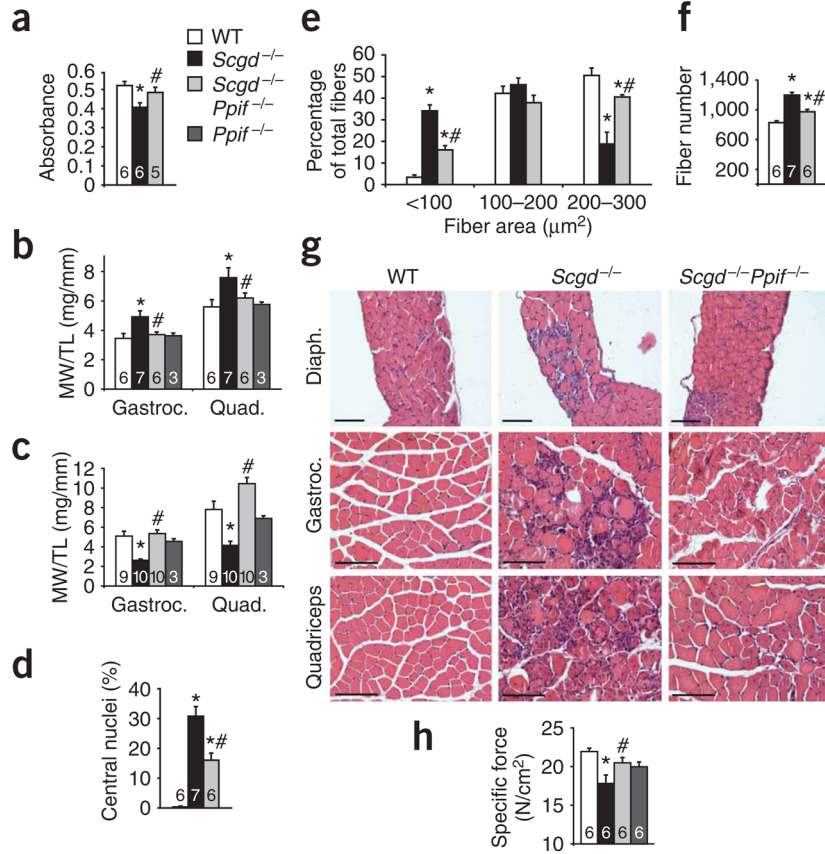 a
WT
Scgd−/−
Scgd−/−
Ppif−/−
Ppif−/−
Absorbance
0.6
0.5
0.4
0.3
0.2
0.1
0
* #
6 6 5
b
MW/TL (mg/mm)
8
6
4
2
0
* # * #
6 7 6 3 6 7 6 3
Gastroc. Quad.
c
MW/TL (mg/mm)
12
10
8
6
4
2
0
* # * #
9 10 10 3 9 10 10 3
Gastroc. Quad.
d
Central nuclei (%)
40
30
20
10
0
* *#
6 7 6
e
Percentage
of total fibers
60
50
40
30
20
10
0
* *# * *#
<100 100–200 200–300
Fiber area (μm²)
f
Fiber number
1,400
1,000
600
200
* *#
6 7 6
g
WT Scgd−/− Scgd−/−Ppif−/−
Diaph.
Gastroc.
Quadriceps
h
Specific force
(N/cm²)
25
20
15
10
* #
6 6 6 6